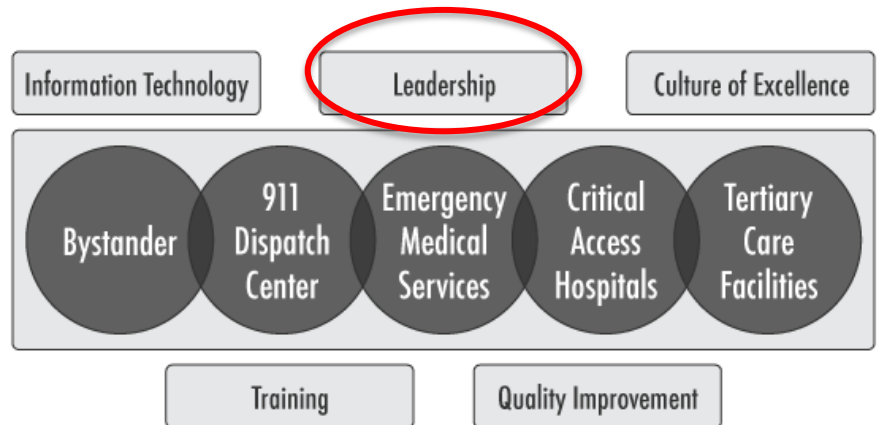 Information Technology
Leadership
Culture of Excellence
Bystander
911
Dispatch
Center
Emergency
Medical
Services
Critical
Access
Hospitals
Tertiary
Care
Facilities
Training
Quality Improvement